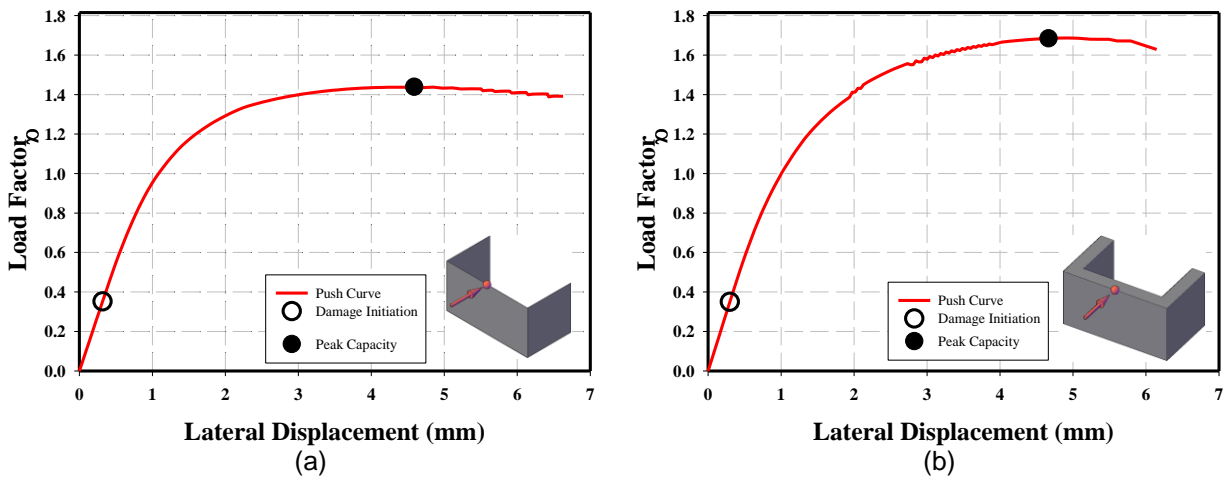 1.8
1.6
1.4
1.2
1.0
0.8
0.6
0.4
0.2
0.0
Load Factor α
Push Curve
Damage Initiation
Peak Capacity
0 1 2 3 4 5 6 7
Lateral Displacement (mm)
(a)
1.8
1.6
1.4
1.2
1.0
0.8
0.6
0.4
0.2
0.0
Load Factor α
Push Curve
Damage Initiation
Peak Capacity
0 1 2 3 4 5 6 7
Lateral Displacement (mm)
(b)